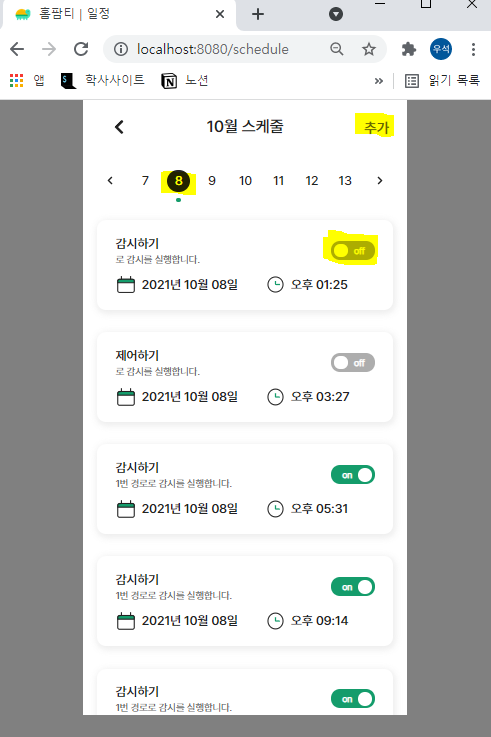 홈팜티 | 일정
localhost:8080/schedule
우석
앱 학사사이트 노션 » 읽기 목록
10월 스케줄 추가
7 8 9 10 11 12 13
감시하기
로 감시를 실행합니다.
off
2021년 10월 08일 오후 01:25
제어하기
로 감시를 실행합니다.
off
2021년 10월 08일 오후 03:27
감시하기
1번 경로로 감시를 실행합니다.
on
2021년 10월 08일 오후 05:31
감시하기
1번 경로로 감시를 실행합니다.
on
2021년 10월 08일 오후 09:14
감시하기
1번 경로로 감시를 실행합니다.
on